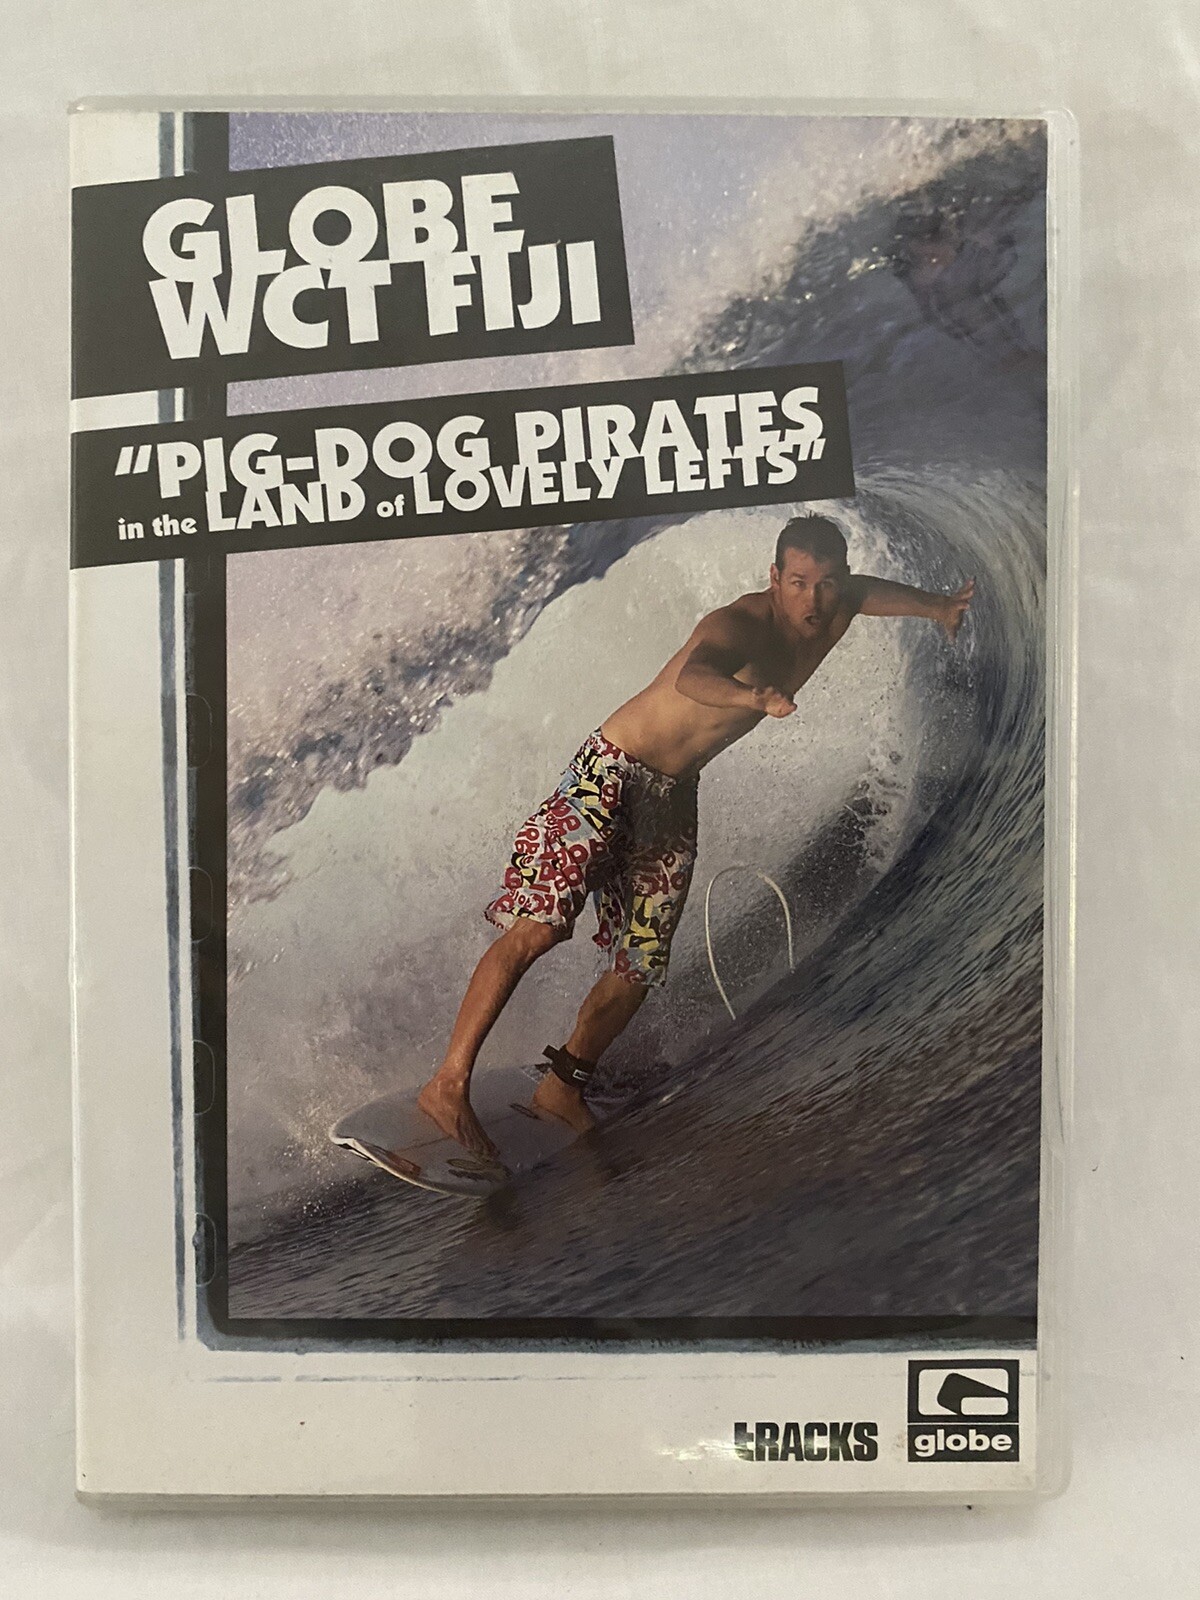 GLOBE
WCT FIJI
"PIG-DOG PIRATES
in the LAND of LOVELY LEFTS"
tRACKS
globe